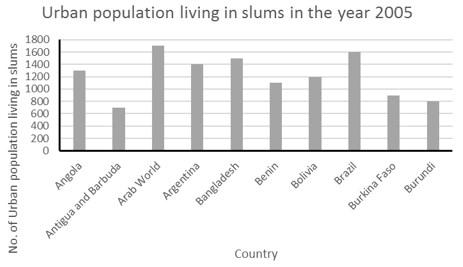 Urban population living in slums in the year 2005
No. of Urban population living in slums
1800
1600
1400
1200
1000
800
600
400
200
0
Angola
Antigua and Barbuda
Arab World
Argentina
Bangladesh
Benin
Bolivia
Brazil
Burkina Faso
Burundi
Country